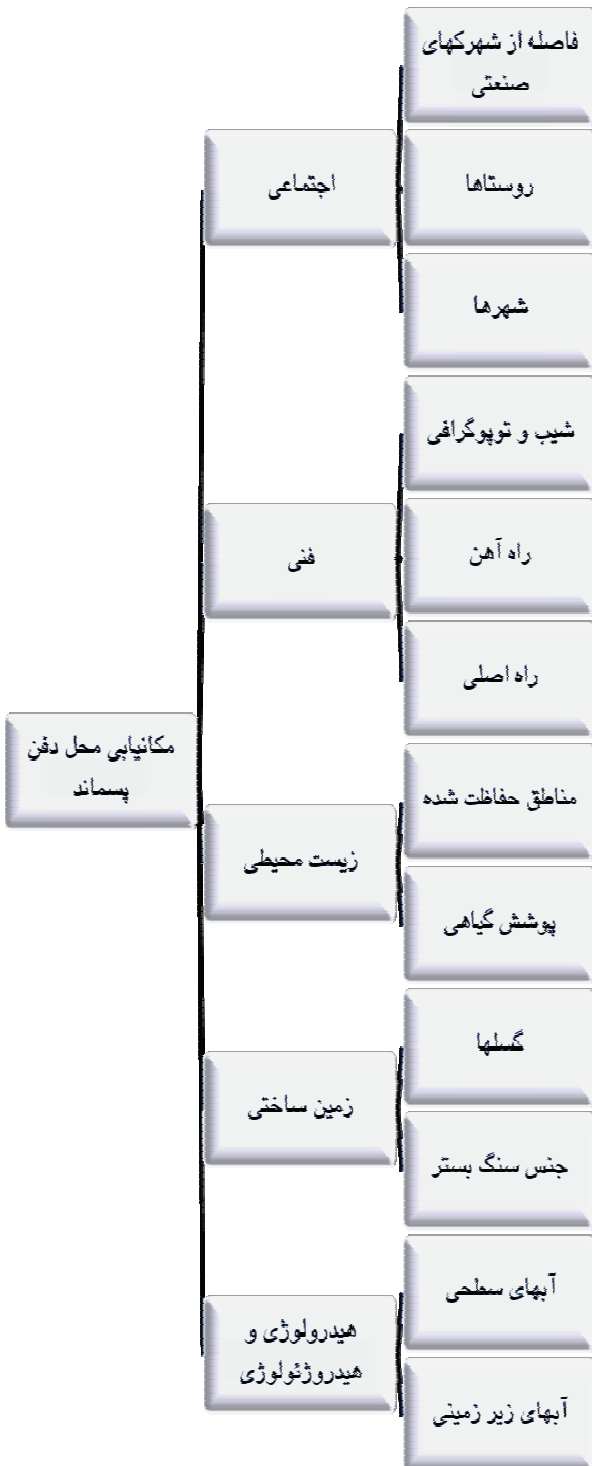 فاصله از شهرکهای
صنعتی
اجتماعی
روستاها
شهرها
شیب و توپوگرافی
فنی
راه آهن
راه اصلی
مکانیابی محل دفن
پسماند
مناطق حفاظت شده
زیست محیطی
پوشش گیاهی
گسلها
زمین ساختی
جنس سنگ بستر
آبهای سطحی
هیدرولوژی و
هیدروژئولوژی
آبهای زیر زمینی